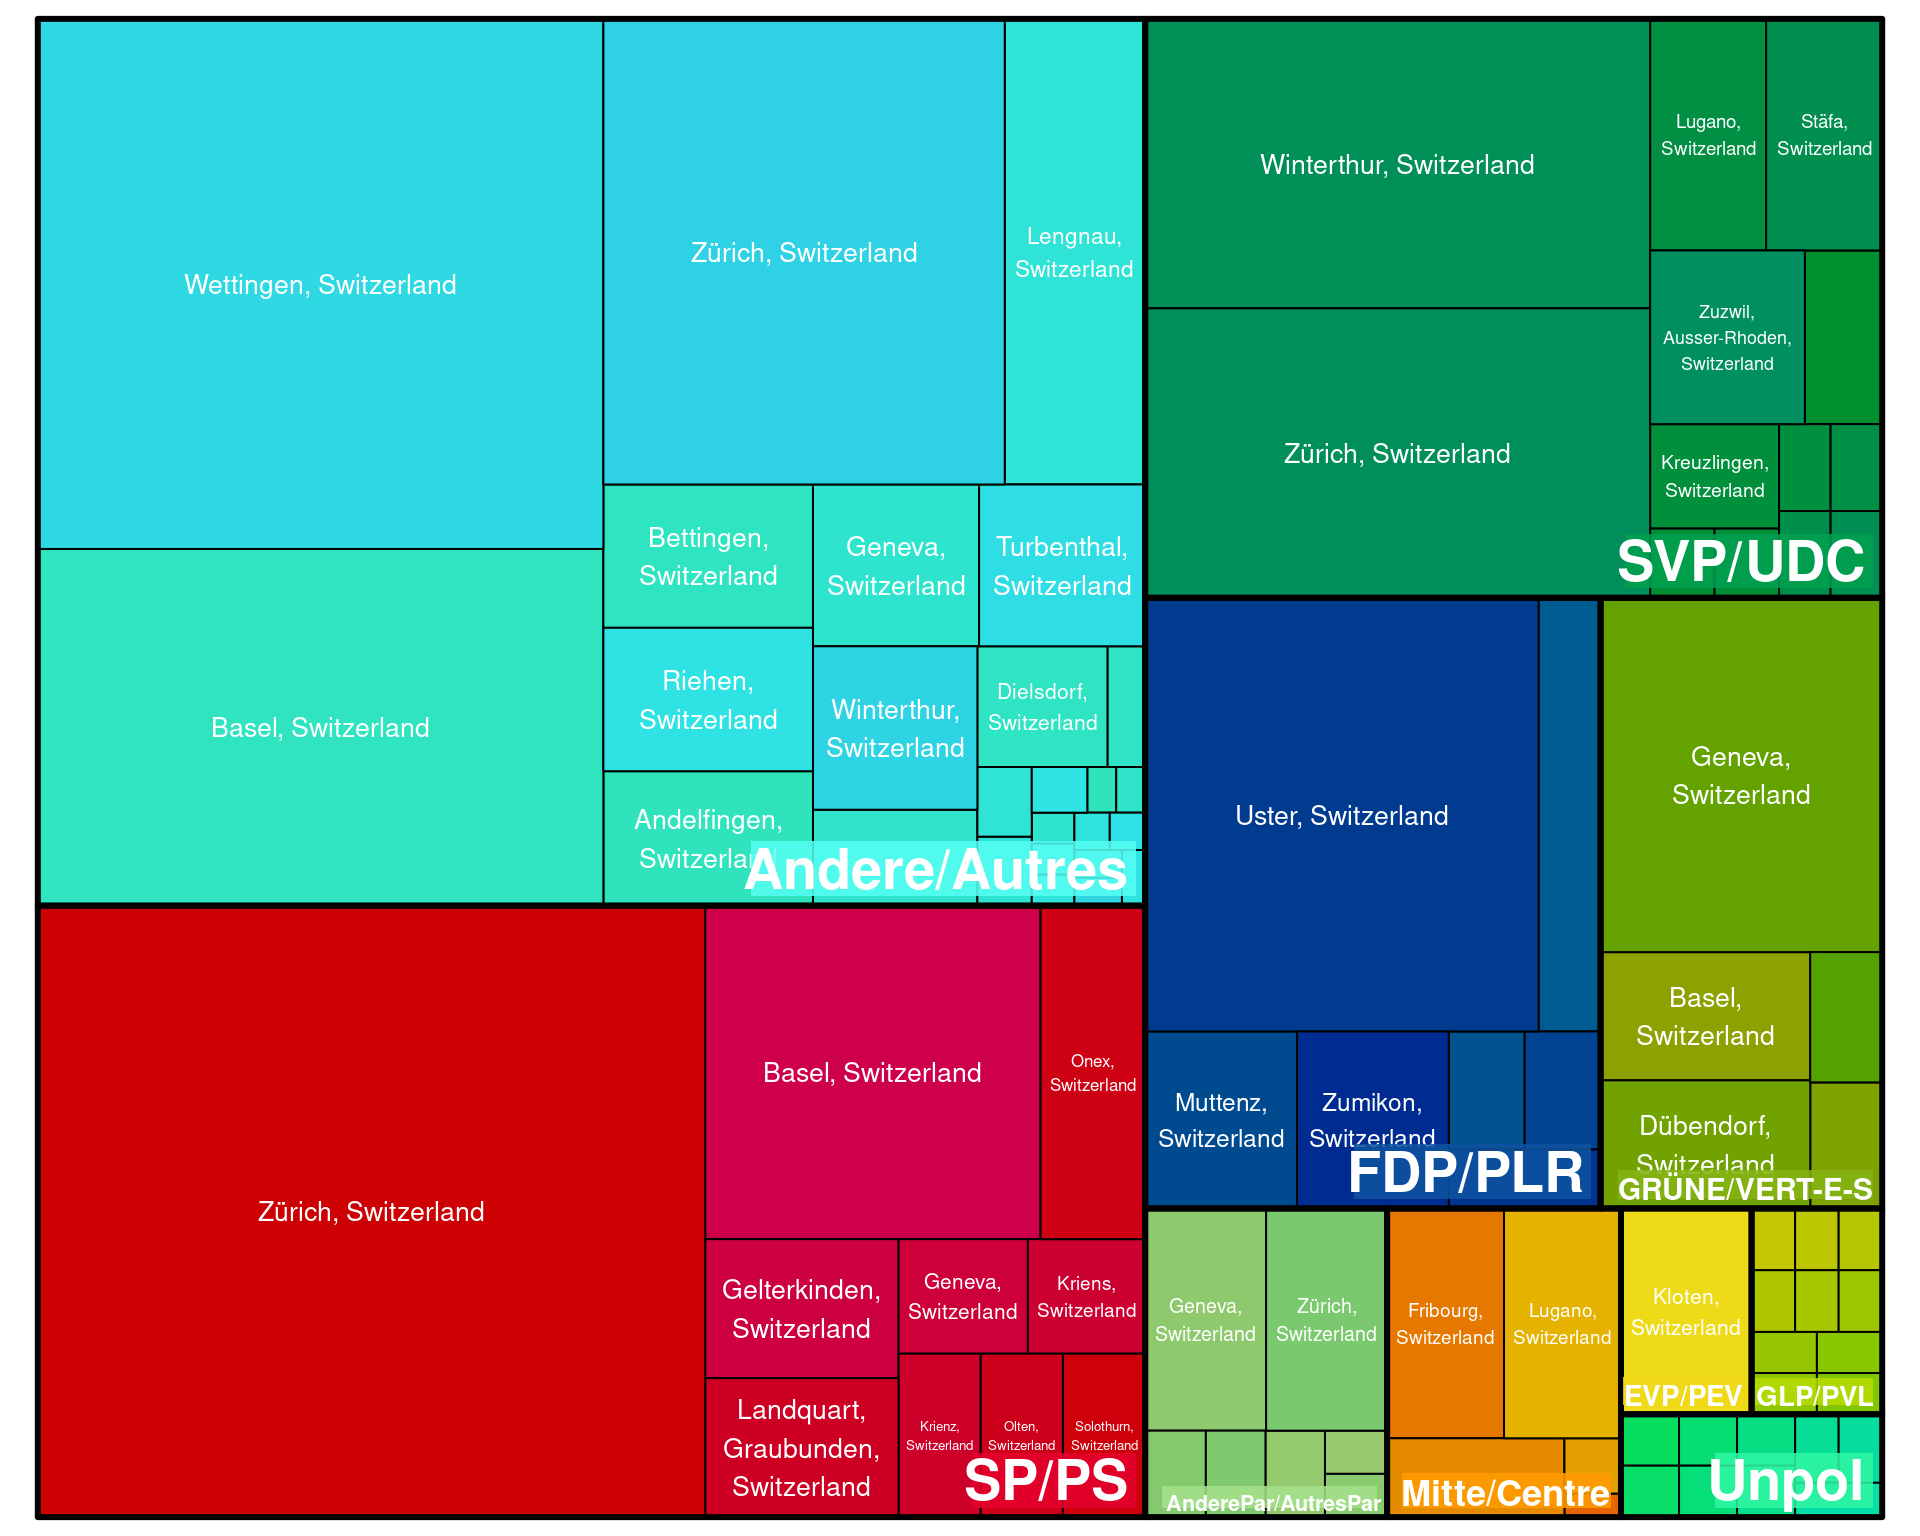 Wettingen, Switzerland
Zürich, Switzerland
Lengnau,
Switzerland
Basel, Switzerland
Bettingen,
Switzerland
Geneva,
Switzerland
Turbenthal,
Switzerland
Riehen,
Switzerland
Winterthur,
Switzerland
Dielsdorf,
Switzerland
Andelfingen,
Switzerland
Andere/Autres
Zürich, Switzerland
Basel, Switzerland
Onex,
Switzerland
Gelterkinden,
Switzerland
Geneva,
Switzerland
Kriens,
Switzerland
Landquart,
Graubunden,
Switzerland
Krienz,
Switzerland
Olten,
Switzerland
Solothurn,
Switzerland
SP/PS
Winterthur, Switzerland
Lugano,
Switzerland
Stäfa,
Switzerland
Zürich, Switzerland
Zuzwil,
Ausser-Rhoden,
Switzerland
Kreuzlingen,
Switzerland
SVP/UDC
Uster, Switzerland
Muttenz,
Switzerland
Zumikon,
Switzerland
FDP/PLR
Geneva,
Switzerland
Basel,
Switzerland
Dübendorf,
Switzerland
GRÜNE/VERT-E-S
Geneva,
Switzerland
Zürich,
Switzerland
AnderePar/AutresPar
Fribourg,
Switzerland
Lugano,
Switzerland
Mitte/Centre
Kloten,
Switzerland
EVP/PEV
GLP/PVL
Unpol